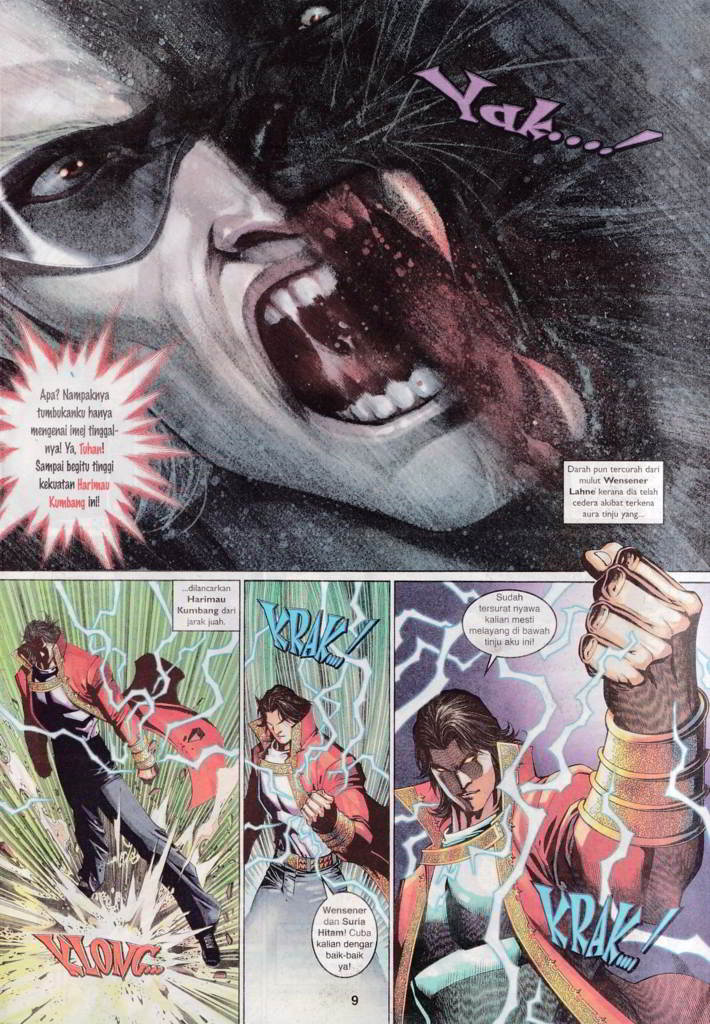 Yak....!
Apa? Nampaknya
tumbukanku hanya
mengenai imej tinggal-
nya! Ya, Tuhan!
Sampai begitu tinggi
kekuatan Harimau
Kumbang ini!!
Darah pun tercurah dari
mulut Wensener
Lahne kerana dia telah
cedera akibat terkena
aura tinju yang...
...dilancarkan
Harimau
Kumbang dari
jarak jauh.
KLONG...
KRAK...!
Wensener
dan Suria
Hitam! Cuba
kalian dengar
baik-baik
ya!
Sudah
tersurat nyawa
kalian mesti
melayang di bawah
tinju aku ini!
KRAK...!
9